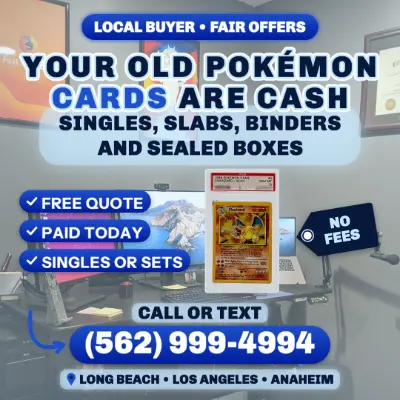 LOCAL BUYER • FAIR OFFERS
YOUR OLD POKÉMON
CARDS ARE CASH
SINGLES, SLABS, BINDERS
AND SEALED BOXES
FREE QUOTE
PAID TODAY
SINGLES OR SETS
NO
FEES
CALL OR TEXT
(562) 999-4994
LONG BEACH • LOS ANGELES • ANAHEIM